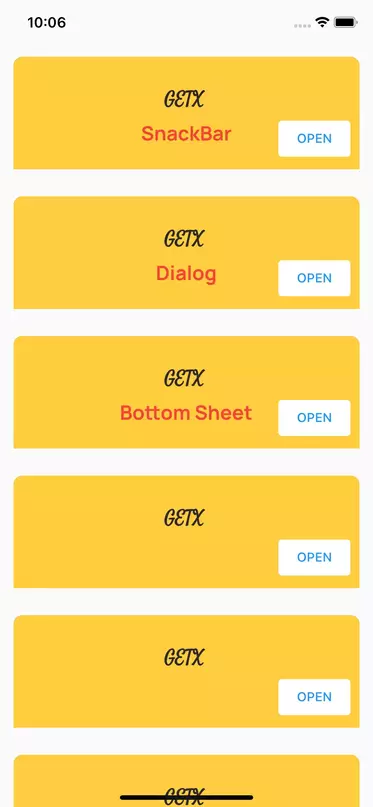 10:06
GETX
SnackBar
OPEN
GETX
Dialog
OPEN
GETX
Bottom Sheet
OPEN
GETX
OPEN
GETX
OPEN
GETX